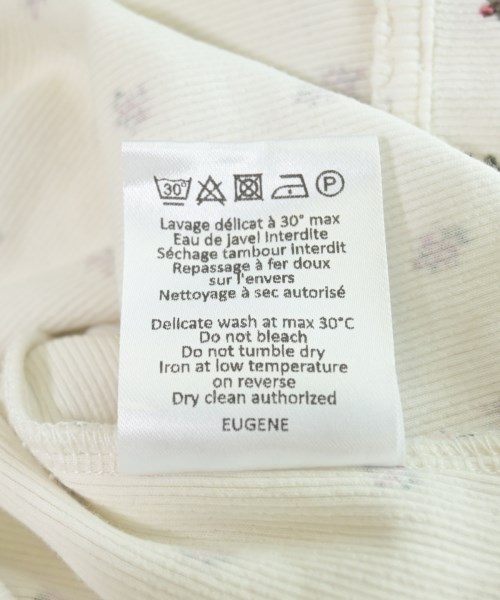 30°
P
Lavage délicat à 30° max
Eau de Javel Interdite
Séchage tambour interdit
Repassage à fer doux
sur l'envers
Nettoyage à sec autorisé
Delicate wash at max 30°C
Do not bleach
Do not tumble dry
Iron at low temperature
on reverse
Dry clean authorized
EUGENE